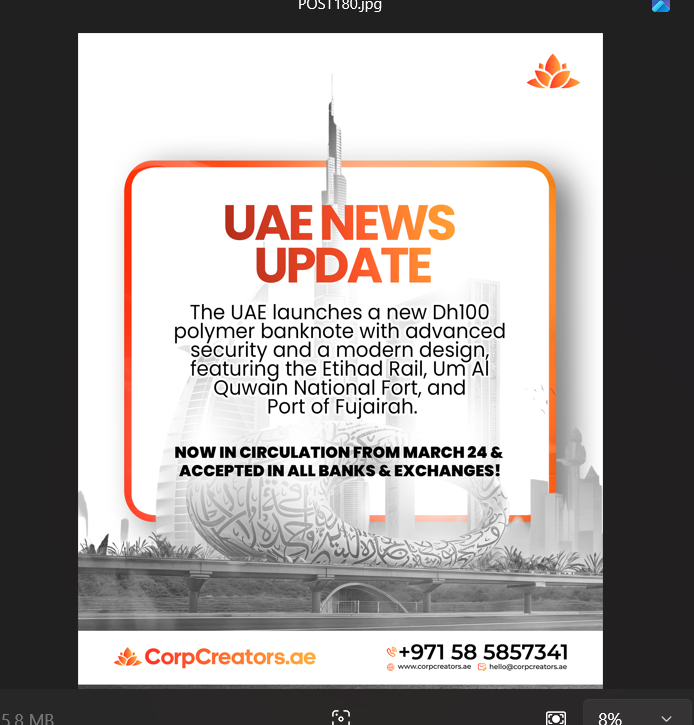 POST180.jpg
UAE NEWS
UPDATE
The UAE launches a new Dh100
polymer banknote with advanced
security and a modern design,
featuring the Etihad Rail, Um Al
Quwain National Fort, and
Port of Fujairah.
NOW IN CIRCULATION FROM MARCH 24 &
ACCEPTED IN ALL BANKS & EXCHANGES!
CorpCreators.ae
+971 58 5857341
www.corpcreators.ae hello@corpcreators.ae
5.8 MB
8%